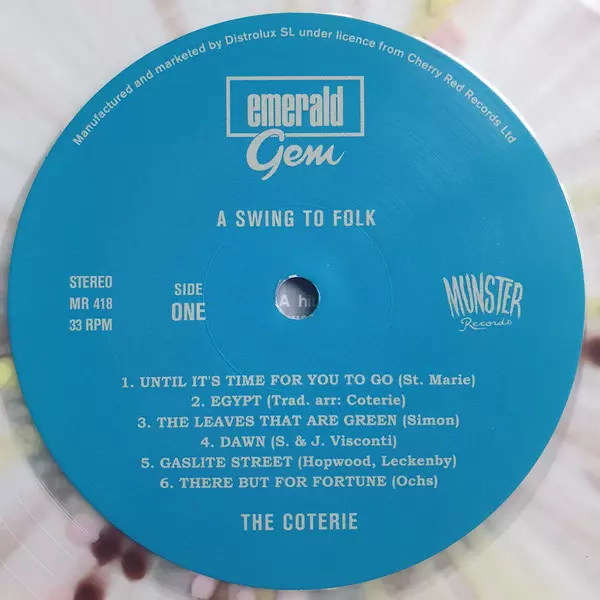 Manufactured and marketed by Distrolux SL under licence from Cherry Red Records Ltd
emerald
Gem
A SWING TO FOLK
STEREO
MR 418
33 RPM
SIDE
ONE
MUNSTER
Records
1. UNTIL IT'S TIME FOR YOU TO GO (St. Marie)
2. EGYPT (Trad. arr: Coterie)
3. THE LEAVES THAT ARE GREEN (Simon)
4. DAWN (S. & J. Visconti)
5. GASLITE STREET (Hopwood, Leckenby)
6. THERE BUT FOR FORTUNE (Ochs)
THE COTERIE